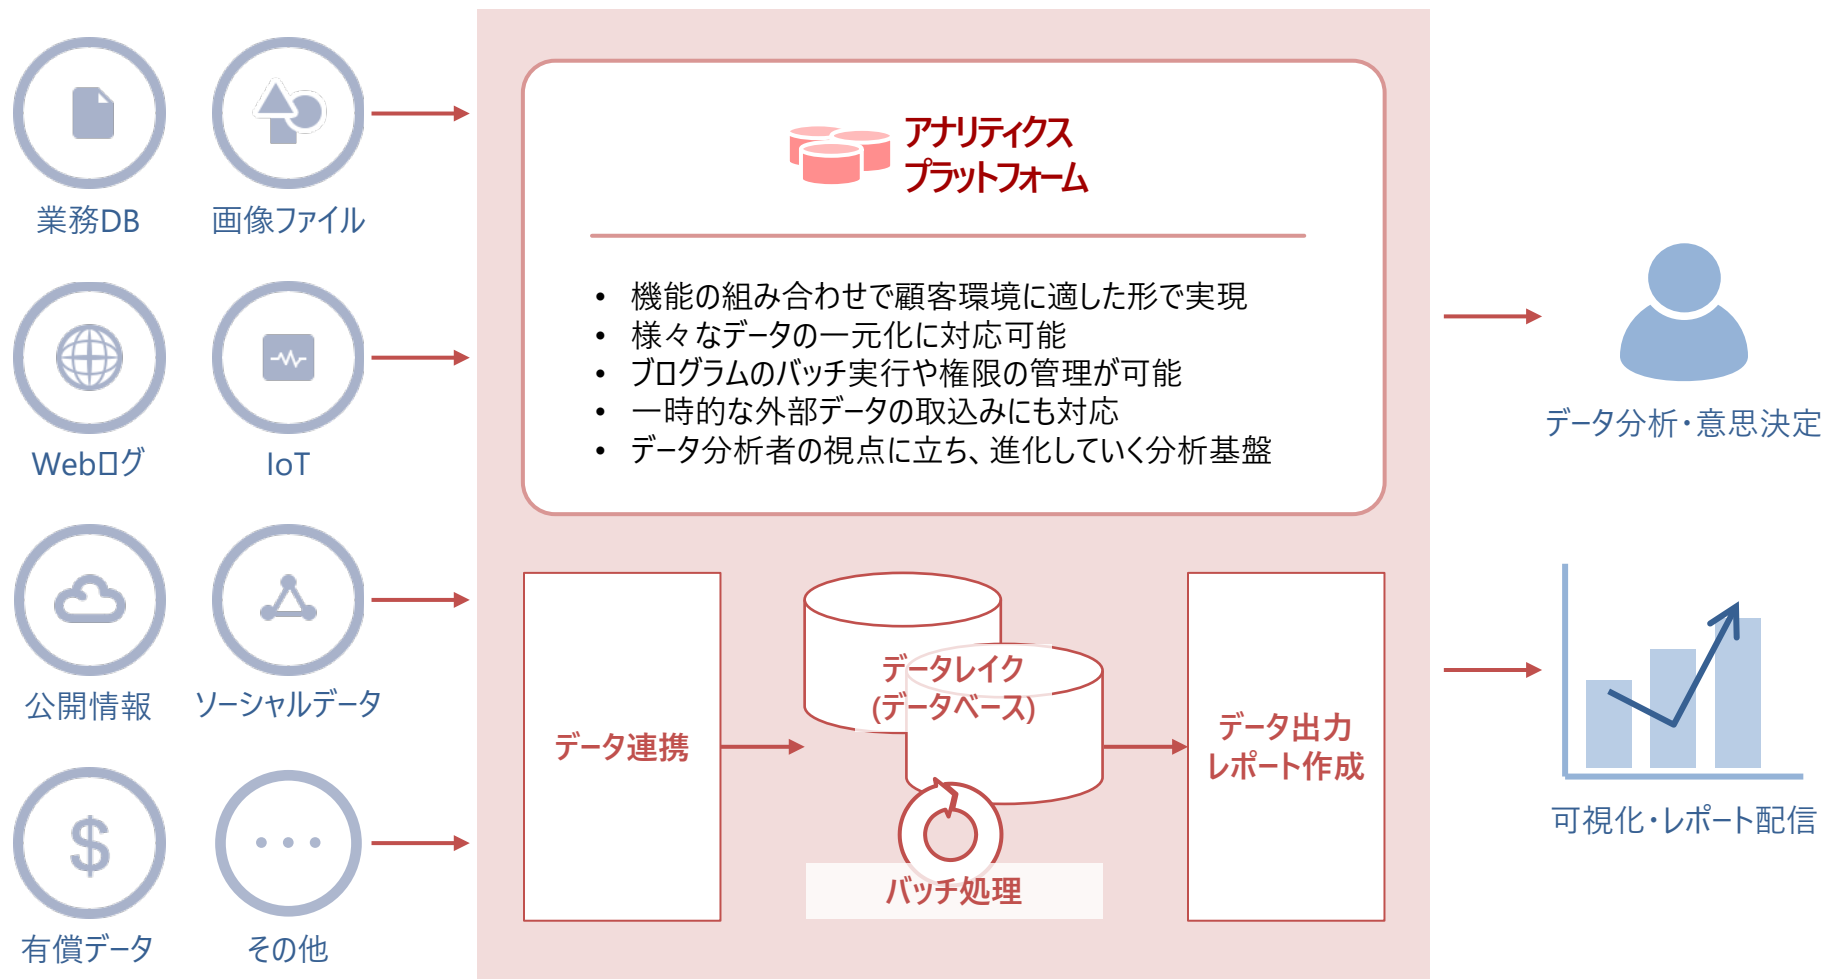 業務DB
画像ファイル
Webログ
IoT
公開情報
ソーシャルデータ
有償データ
その他
アナリティクス
プラットフォーム
• 機能の組み合わせで顧客環境に適した形で実現
• 様々なデータの一元化に対応可能
• プログラムのバッチ実行や権限の管理が可能
• 一時的な外部データの取込みにも対応
• データ分析者の視点に立ち、進化していく分析基盤
データ連携
データレイク
(データベース)
バッチ処理
データ出力
レポート作成
データ分析・意思決定
可視化・レポート配信